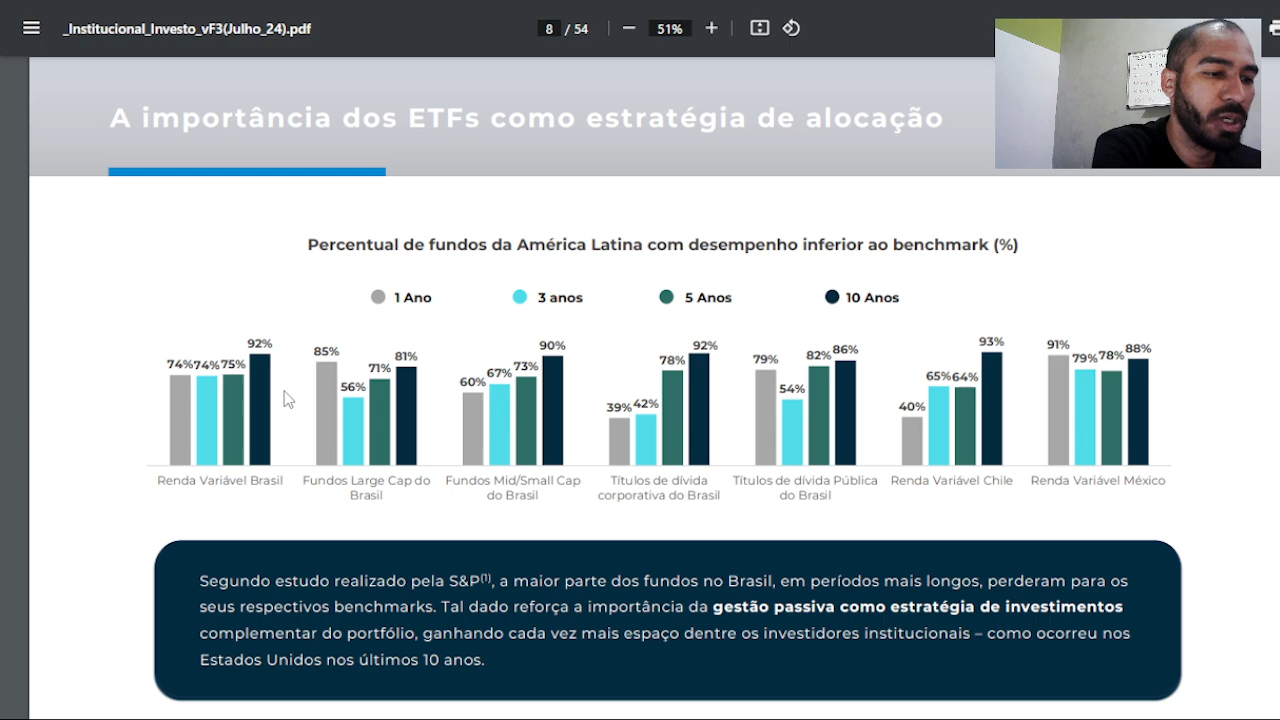 _Institucional_Investo_vF3(Julho_24).pdf
8 / 54
51%
A importância dos ETFs como estratégia de alocação
Percentual de fundos da América Latina com desempenho inferior ao benchmark (%)
1 Ano 3 anos 5 Anos 10 Anos
74% 74% 75% 92%
85% 56% 71% 81%
60% 67% 73% 90%
39% 42% 78% 92%
79% 54% 82% 86%
40% 65% 64% 93%
91% 79% 78% 88%
Renda Variável Brasil
Fundos Large Cap do
Brasil
Fundos Mid/Small Cap
do Brasil
Títulos de dívida
corporativa do Brasil
Títulos de dívida Pública
do Brasil
Renda Variável Chile
Renda Variável México
Segundo estudo realizado pela S&P(1), a maior parte dos fundos no Brasil, em períodos mais longos, perderam para os
seus respectivos benchmarks. Tal dado reforça a importância da gestão passiva como estratégia de investimentos
complementar do portfólio, ganhando cada vez mais espaço dentre os investidores institucionais – como ocorreu nos
Estados Unidos nos últimos 10 anos.